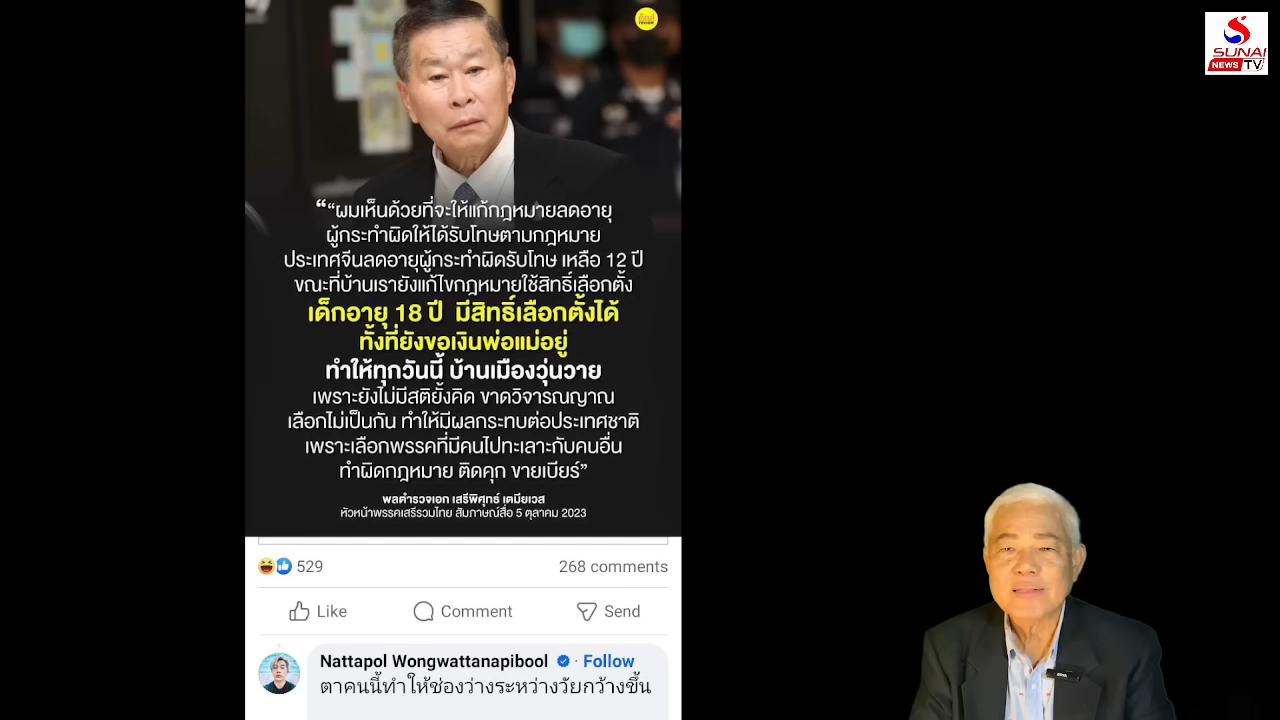 SUNAI
NEWS TV
““ผมเห็นด้วยที่จะให้แก้กฎหมายลดอายุ
ผู้กระทำผิดให้ได้รับโทษตามกฎหมาย
ประเทศจีนลดอายุผู้กระทำผิดรับโทษ เหลือ 12 ปี
ขณะที่บ้านเรายังแก้ไขกฎหมายใช้สิทธิ์เลือกตั้ง
เด็กอายุ 18 ปี มีสิทธิ์เลือกตั้งได้
ทั้งที่ยังขอเงินพ่อแม่อยู่
ทำให้ทุกวันนี้ บ้านเมืองวุ่นวาย
เพราะยังไม่มีสติยั้งคิด ขาดวิจารณญาณ
เลือกไม่เป็นกัน ทำให้มีผลกระทบต่อประเทศชาติ
เพราะเลือกพรรคที่มีคนไปทะเลาะกับคนอื่น
ทำผิดกฎหมาย ติดคุก ขายเบียร์”
พลตำรวจเอก เสรีพิศุทธ์ เตมียเวส
หัวหน้าพรรคเสรีรวมไทย สัมภาษณ์สื่อ 5 ตุลาคม 2023
529
268 comments
Like
Comment
Send
Nattapol Wongwattanapibool · Follow
ตาคนนี้ทำให้ช่องว่างระหว่างวัยกว้างขึ้น